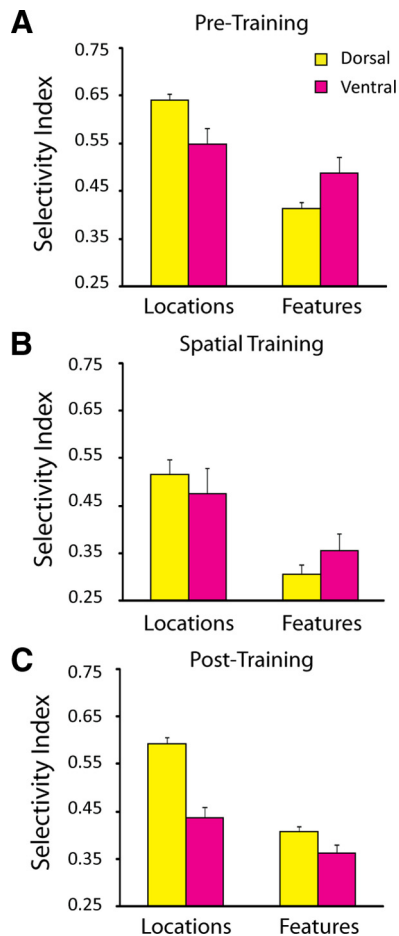 A
Pre-Training
Selectivity Index
0.75
0.65
0.55
0.45
0.35
0.25
Dorsal
Ventral
Locations Features
B
Spatial Training
Selectivity Index
0.75
0.65
0.55
0.45
0.35
0.25
Locations Features
C
Post-Training
Selectivity Index
0.75
0.65
0.55
0.45
0.35
0.25
Locations Features